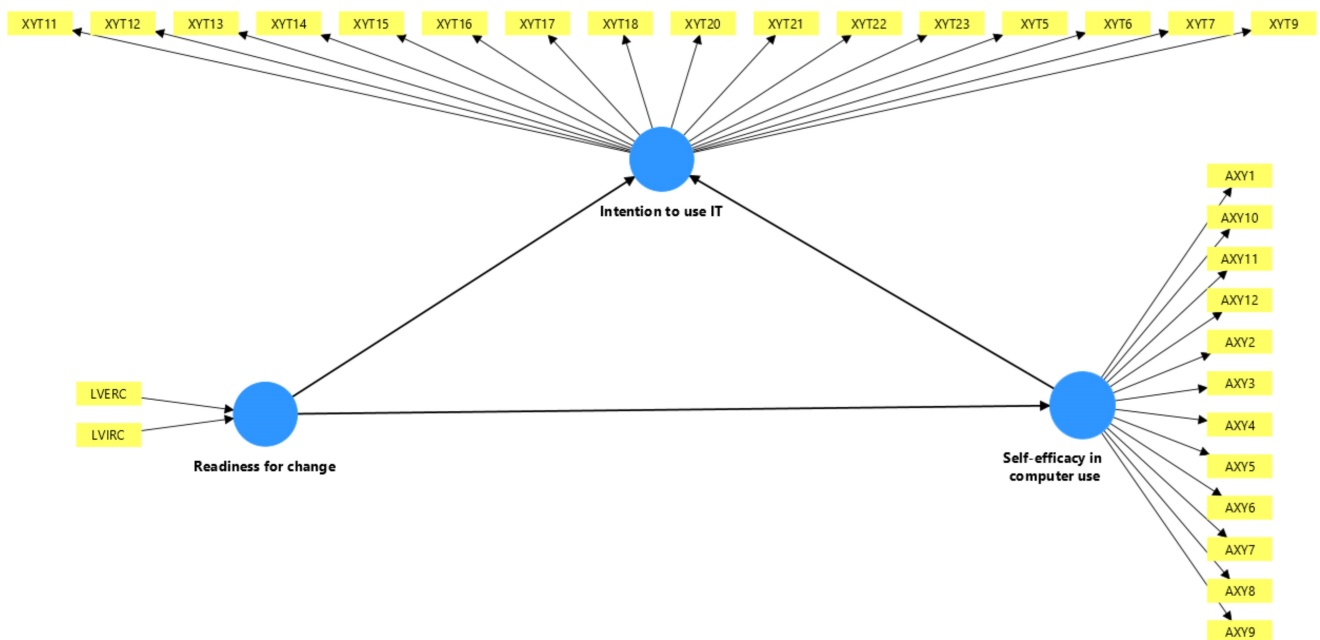 XYT11
XYT12
XYT13
XYT14
XYT15
XYT16
XYT17
XYT18
XYT20
XYT21
XYT22
XYT23
XYT5
XYT6
XYT7
XYT9
Intention to use IT
AXY1
AXY10
AXY11
AXY12
AXY2
AXY3
AXY4
AXY5
AXY6
AXY7
AXY8
AXY9
LVERC
LVIRC
Readiness for change
Self-efficacy in
computer use